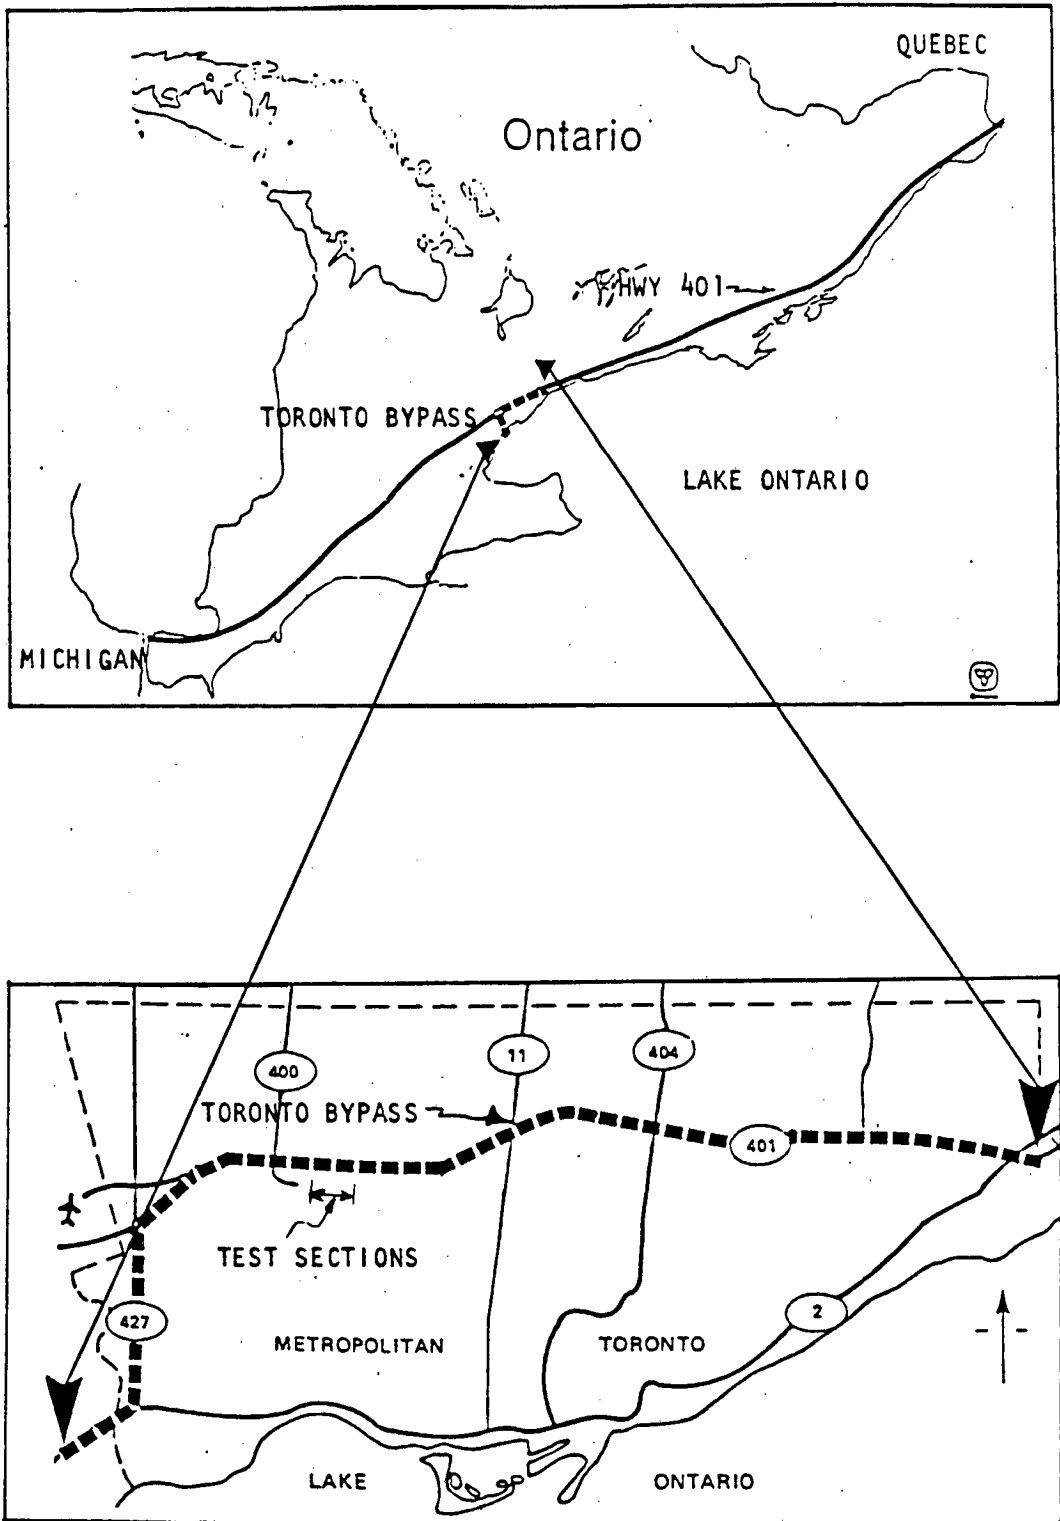 QUEBEC
Ontario
HWY 401
TORONTO BYPASS
LAKE ONTARIO
MICHIGAN
400
11
404
TORONTO BYPASS
401
TEST SECTIONS
427
2
METROPOLITAN TORONTO
LAKE ONTARIO